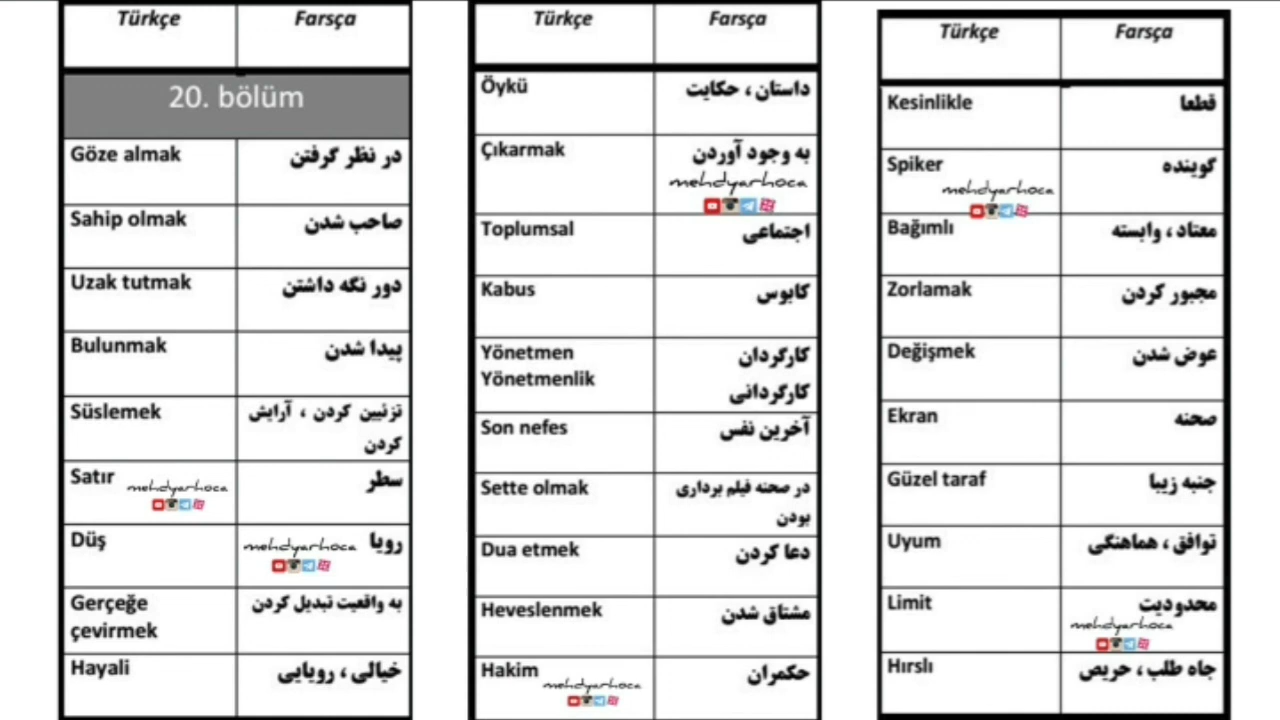 Türkçe Farsça
20. bölüm
Göze almak در نظر گرفتن
Sahip olmak صاحب شدن
Uzak tutmak دور نگه داشتن
Bulunmak پیدا شدن
Süslemek تزئین کردن ، آرایش
کردن
Satır سطر
mehdyarhoca
Düş رویا
mehdyarhoca
Gerçeğe به واقعیت تبدیل کردن
çevirmek
Hayali خیالی ، رویایی
Türkçe Farsça
Öykü داستان ، حکایت
Çıkarmak به وجود آوردن
mehdyarhoca
Toplumsal اجتماعی
Kabus کابوس
Yönetmen کارگردان
Yönetmenlik کارگردانی
Son nefes آخرین نفس
Sette olmak در صحنه فیلم برداری
بودن
Dua etmek دعا کردن
Heveslenmek مشتاق شدن
Hakim حکمران
mehdyarhoca
Türkçe Farsça
Kesinlikle قطعا
Spiker گوینده
mehdyarhoca
Bağımlı معتاد ، وابسته
Zorlamak مجبور کردن
Değişmek عوض شدن
Ekran صحنه
Güzel taraf جنبه زیبا
Uyum توافق ، هماهنگی
Limit محدودیت
mehdyarhoca
Hırslı جاه طلب ، حریص